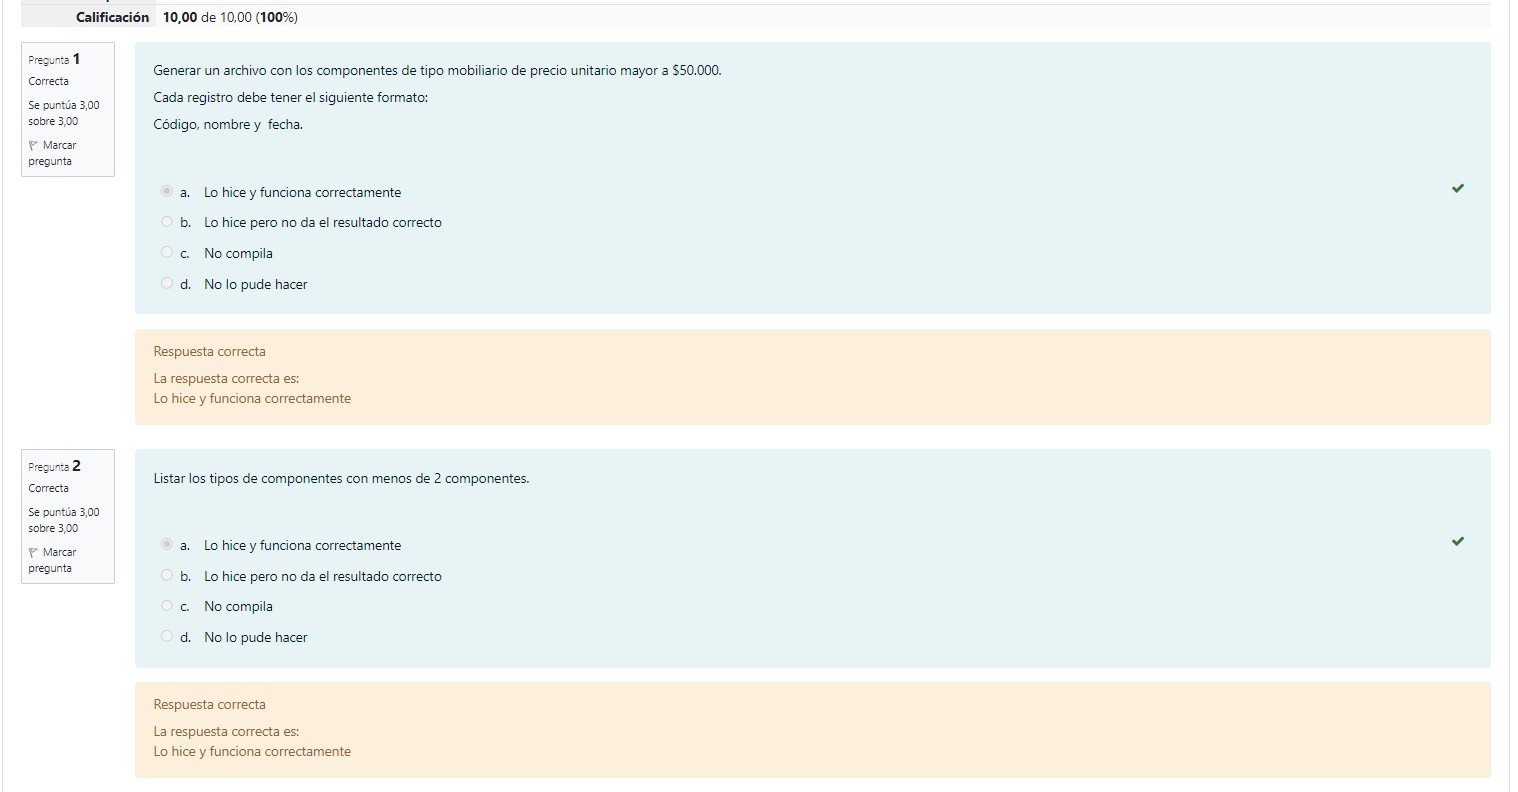 Calificación 10,00 de 10,00 (100%)
Pregunta 1
Correcta
Se puntúa 3,00
sobre 3,00
Marcar
pregunta
Generar un archivo con los componentes de tipo mobiliario de precio unitario mayor a $50.000.
Cada registro debe tener el siguiente formato:
Código, nombre y fecha.
a. Lo hice y funciona correctamente
b. Lo hice pero no da el resultado correcto
c. No compila
d. No lo pude hacer
Respuesta correcta
La respuesta correcta es:
Lo hice y funciona correctamente
Pregunta 2
Correcta
Se puntúa 3,00
sobre 3,00
Marcar
pregunta
Listar los tipos de componentes con menos de 2 componentes.
a. Lo hice y funciona correctamente
b. Lo hice pero no da el resultado correcto
c. No compila
d. No lo pude hacer
Respuesta correcta
La respuesta correcta es:
Lo hice y funciona correctamente